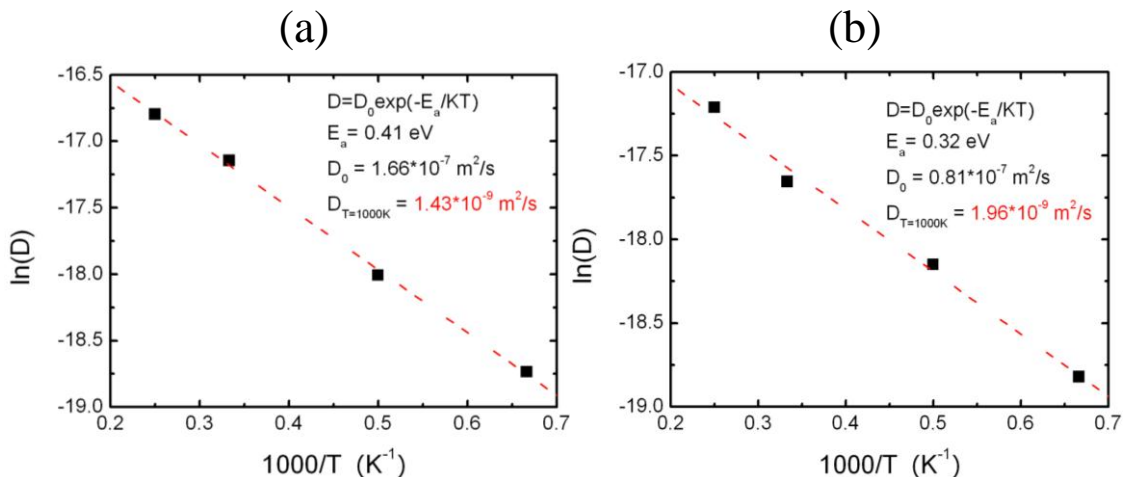 (a)
(b)
-16.5
-17.0
-17.5
-18.0
-18.5
-19.0
ln(D)
D=D₀exp(-Eₐ/KT)
Eₐ= 0.41 eV
D₀ = 1.66*10⁻⁷ m²/s
D_T=1000K = 1.43*10⁻⁹ m²/s
0.2 0.3 0.4 0.5 0.6 0.7
1000/T (K⁻¹)
-17.0
-17.5
-18.0
-18.5
-19.0
ln(D)
D=D₀exp(-Eₐ/KT)
Eₐ= 0.32 eV
D₀ = 0.81*10⁻⁷ m²/s
D_T=1000K = 1.96*10⁻⁹ m²/s
0.2 0.3 0.4 0.5 0.6 0.7
1000/T (K⁻¹)